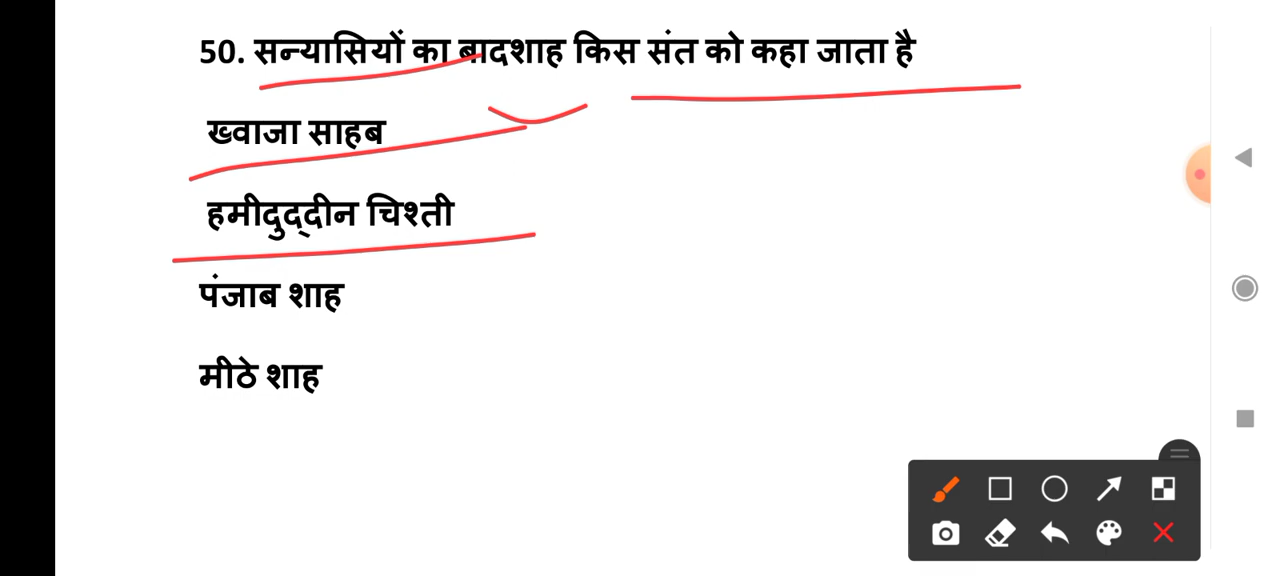 50. सन्यासियों का बादशाह किस संत को कहा जाता है
ख्वाजा साहब
हमीदुद्दीन चिश्ती
पंजाब शाह
मीठे शाह